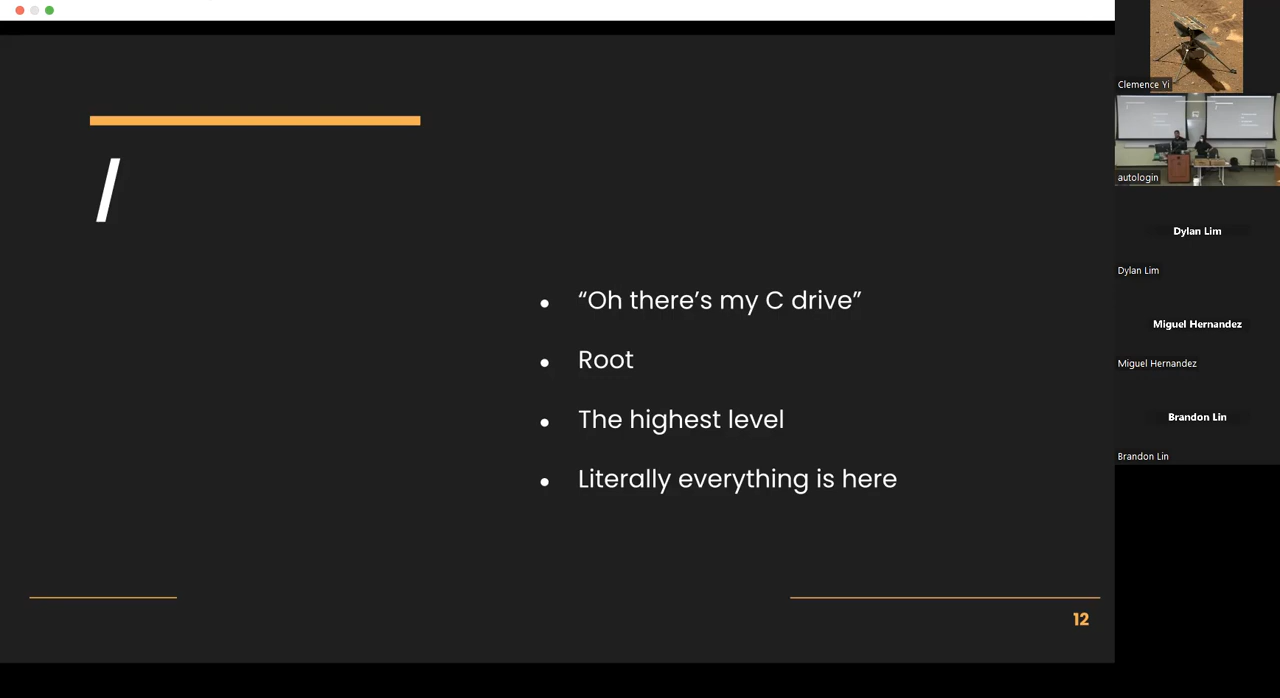 /
“Oh there’s my C drive”
Root
The highest level
Literally everything is here
12
Clemence Yi
autologin
Dylan Lim
Dylan Lim
Miguel Hernandez
Miguel Hernandez
Brandon Lin
Brandon Lin